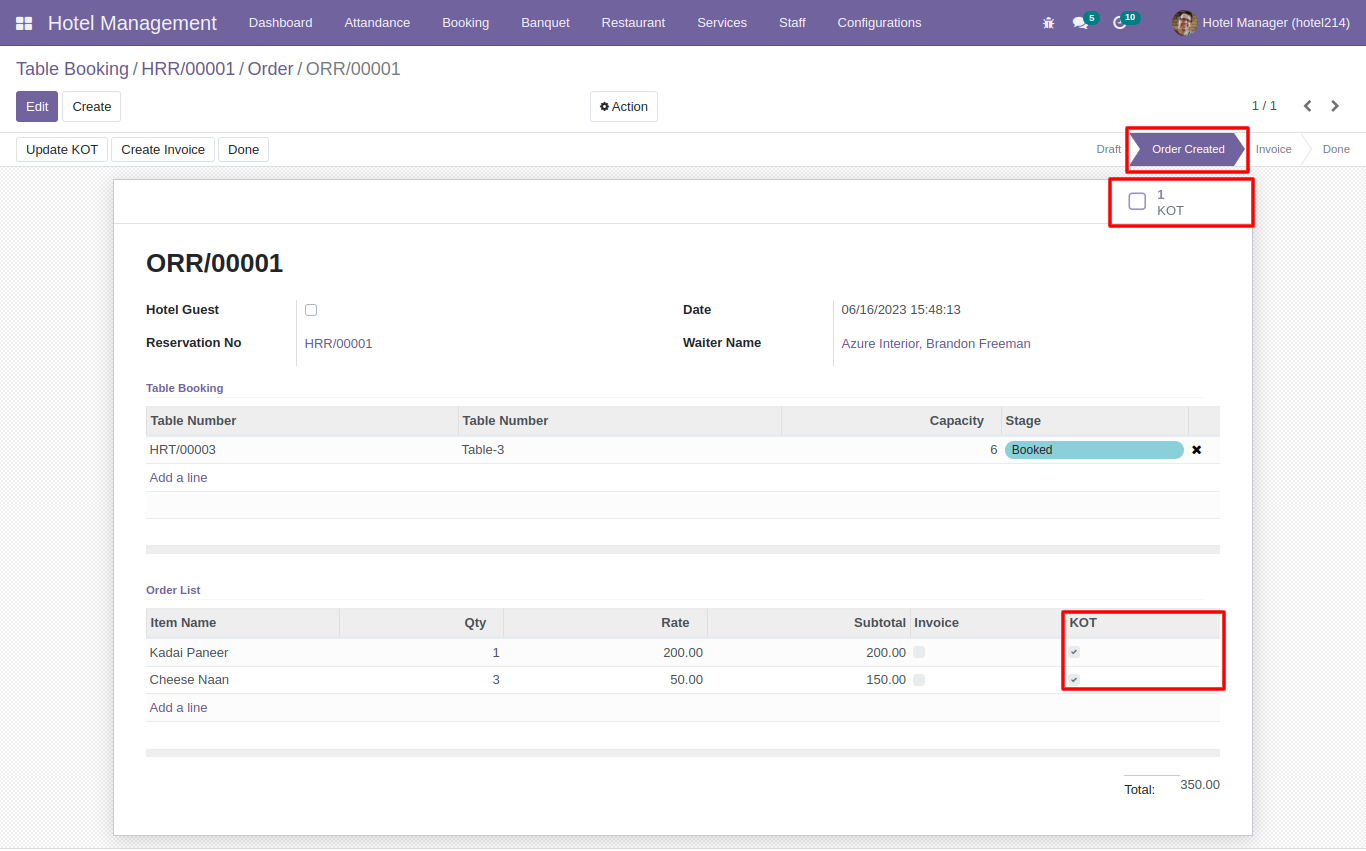 Hotel Management Dashboard Attandance Booking Banquet Restaurant Services Staff Configurations 5 10 Hotel Manager (hotel214)
Table Booking / HRR/00001 / Order / ORR/00001
Edit Create Action 1 / 1
Update KOT Create Invoice Done Draft Order Created Invoice Done
1
KOT
ORR/00001
Hotel Guest Date 06/16/2023 15:48:13
Reservation No HRR/00001 Waiter Name Azure Interior, Brandon Freeman
Table Booking
Table Number Table Number Capacity Stage
HRT/00003 Table-3 6 Booked
Add a line
Order List
Item Name Qty Rate Subtotal Invoice KOT
Kadai Paneer 1 200.00 200.00
Cheese Naan 3 50.00 150.00
Add a line
Total: 350.00